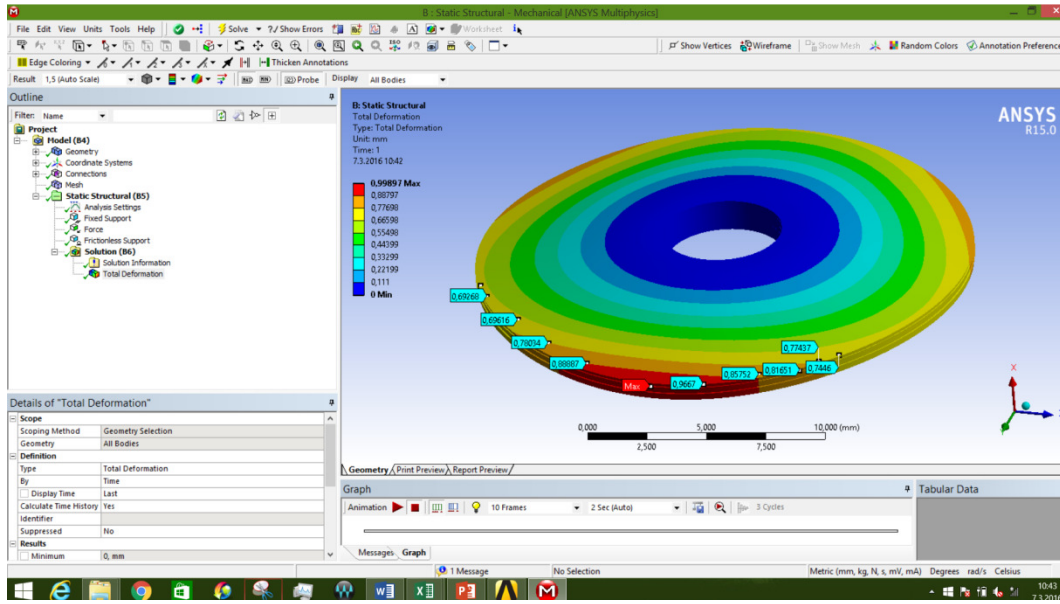 B : Static Structural - Mechanical [ANSYS Multiphysics]
File Edit View Units Tools Help Solve ?/ Show Errors Worksheet
Show Vertices Wireframe Show Mesh Random Colors Annotation Preference
Edge Coloring Thicken Annotations
Result 1,5 (Auto Scale) Probe Display All Bodies
Outline
Filter: Name
Project
Model (B4)
Geometry
Coordinate Systems
Connections
Mesh
Static Structural (B5)
Analysis Settings
Fixed Support
Force
Frictionless Support
Solution (B6)
Solution Information
Total Deformation
B: Static Structural
Total Deformation
Type: Total Deformation
Unit: mm
Time: 1
7.3.2016 10:42
0,99897 Max
0,88797
0,77698
0,66598
0,55498
0,44399
0,33299
0,22199
0,111
0 Min
ANSYS
R15.0
0,69268
0,69616
0,78034
0,88887
Max
0,9667
0,85752
0,81651
0,7446
0,77437
0,000 5,000 10,000 (mm)
2,500 7,500
X
Geometry Print Preview Report Preview
Details of "Total Deformation"
Scope
Scoping Method Geometry Selection
Geometry All Bodies
Definition
Type Total Deformation
By Time
Display Time Last
Calculate Time History Yes
Identifier
Suppressed No
Results
Minimum 0, mm
Graph
Animation 10 Frames 2 Sec (Auto) 3 Cycles
Messages Graph
Tabular Data
1 Message No Selection Metric (mm, kg, N, s, mV, mA) Degrees rad/s Celsius
10:43
7.3.2016